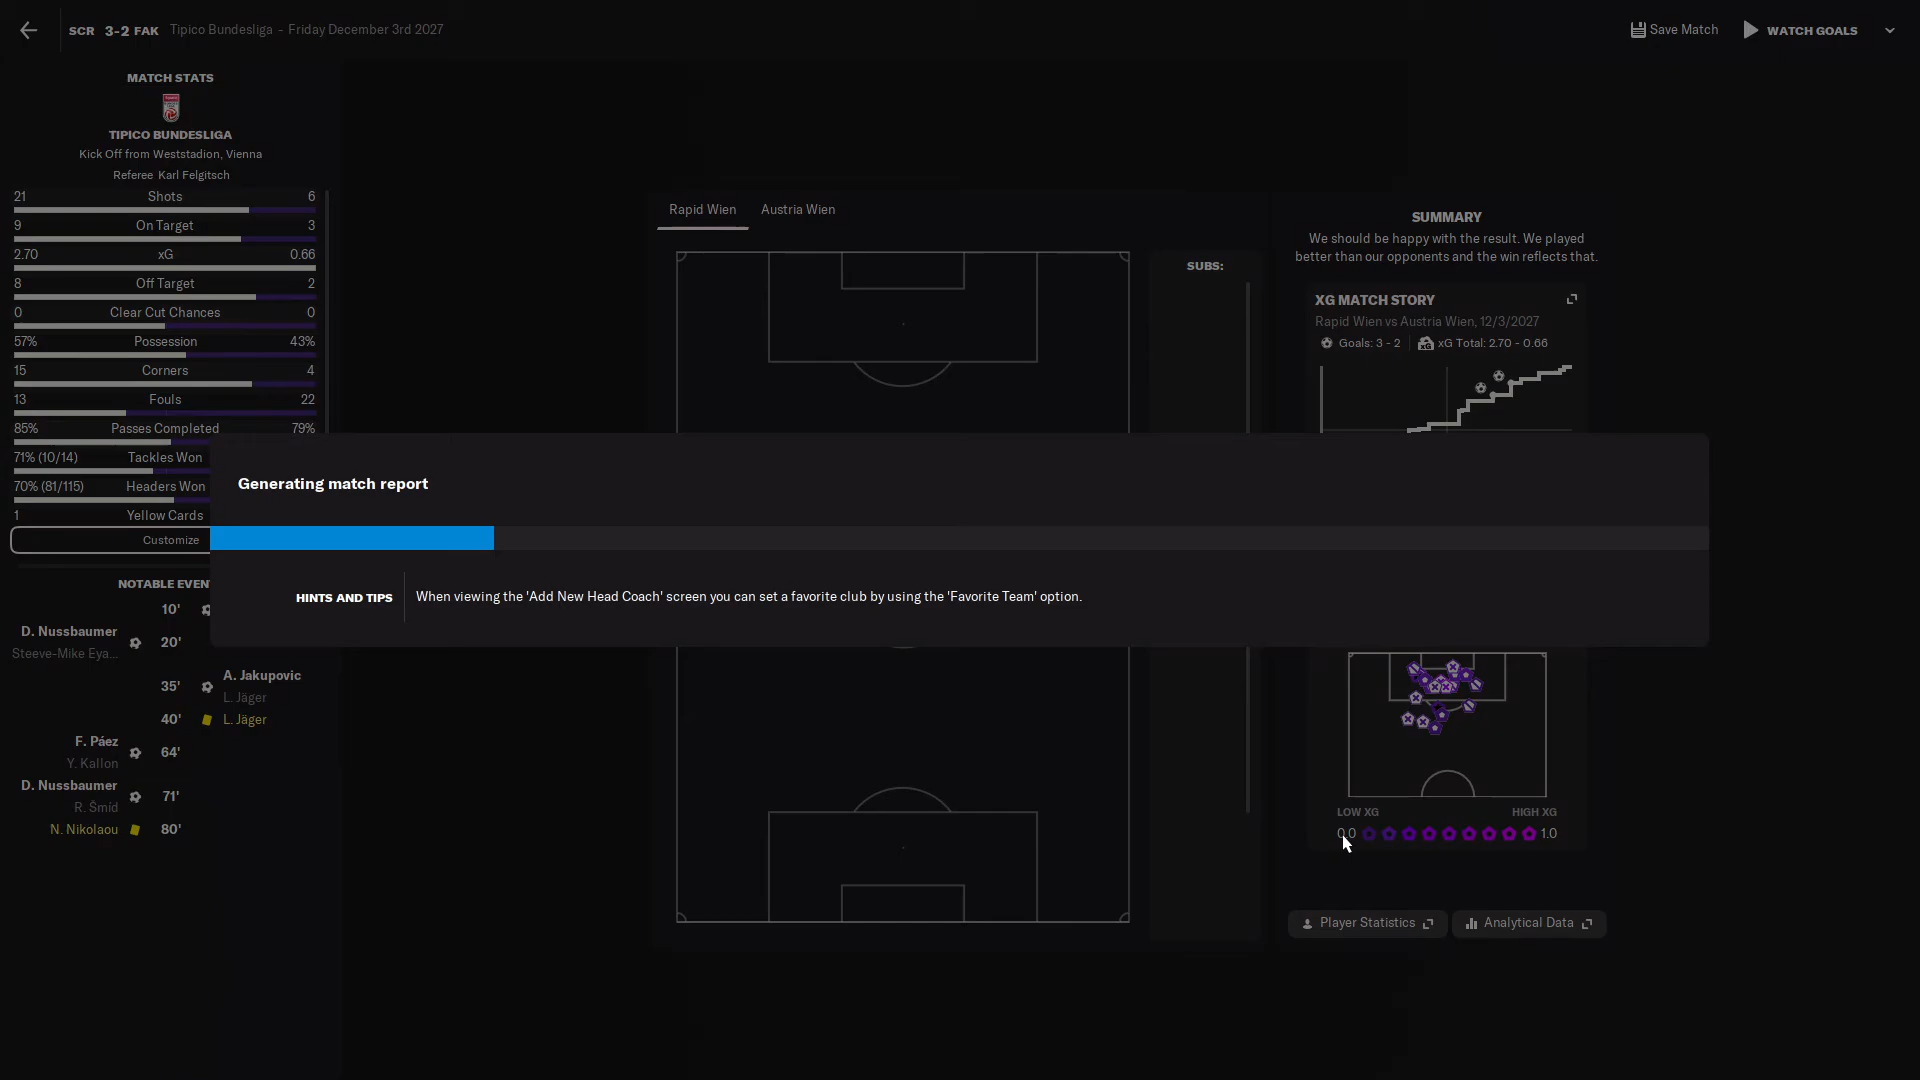 SCR 3-2 FAK Tipico Bundesliga - Friday December 3rd 2027
Save Match
WATCH GOALS
MATCH STATS
TIPICO BUNDESLIGA
Kick Off from Weststadion, Vienna
Referee Karl Felgitsch
21 Shots 6
9 On Target 3
2.70 xG 0.66
8 Off Target 2
0 Clear Cut Chances 0
57% Possession 43%
15 Corners 4
13 Fouls 22
85% Passes Completed 79%
71% (10/14) Tackles Won
70% (81/115) Headers Won
1 Yellow Cards
Customize
NOTABLE EVEN
10'
D. Nussbaumer 20'
Steeve-Mike Eya...
35' A. Jakupovic
L. Jäger
40' L. Jäger
F. Páez 64'
Y. Kallon
D. Nussbaumer 71'
R. Šmíd
N. Nikolaou 80'
Rapid Wien Austria Wien
SUBS:
SUMMARY
We should be happy with the result. We played
better than our opponents and the win reflects that.
XG MATCH STORY
Rapid Wien vs Austria Wien, 12/3/2027
Goals: 3 - 2 xG Total: 2.70 - 0.66
Generating match report
HINTS AND TIPS When viewing the 'Add New Head Coach' screen you can set a favorite club by using the 'Favorite Team' option.
LOW XG HIGH XG
0.0 1.0
Player Statistics Analytical Data